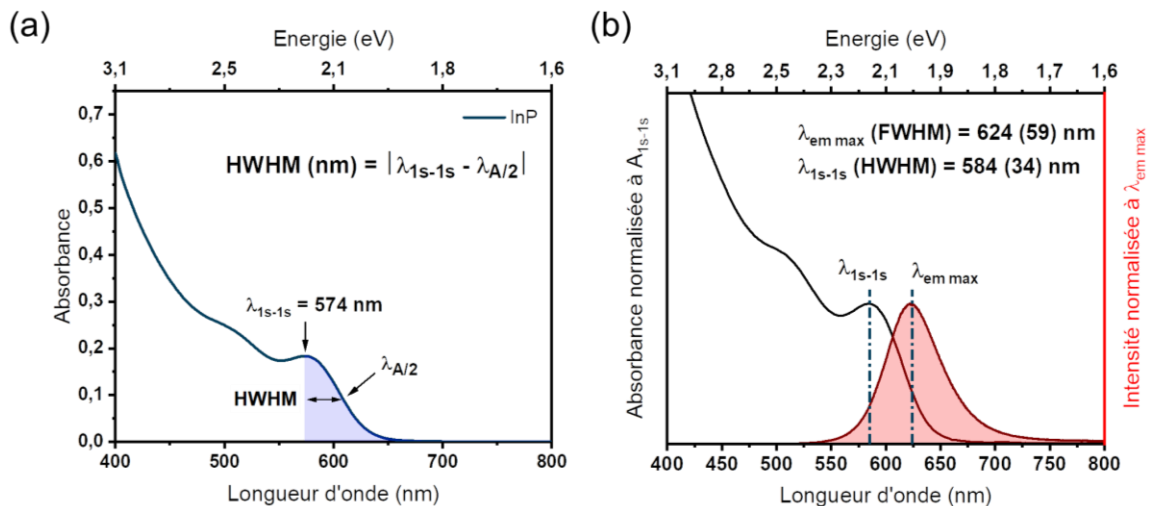 (a)
Energie (eV)
3,1 2,5 2,1 1,8 1,6
0,7
0,6
0,5
0,4
0,3
0,2
0,1
0,0
Absorbance
InP
HWHM (nm) = |λ1s-1s - λA/2|
λ1s-1s = 574 nm
λA/2
HWHM
400 500 600 700 800
Longueur d'onde (nm)
(b)
Energie (eV)
3,1 2,8 2,5 2,3 2,1 1,9 1,8 1,7 1,6
Absorbance normalisée à A1s-1s
λem max (FWHM) = 624 (59) nm
λ1s-1s (HWHM) = 584 (34) nm
λ1s-1s
λem max
Intensité normalisée à λem max
400 450 500 550 600 650 700 750 800
Longueur d'onde (nm)